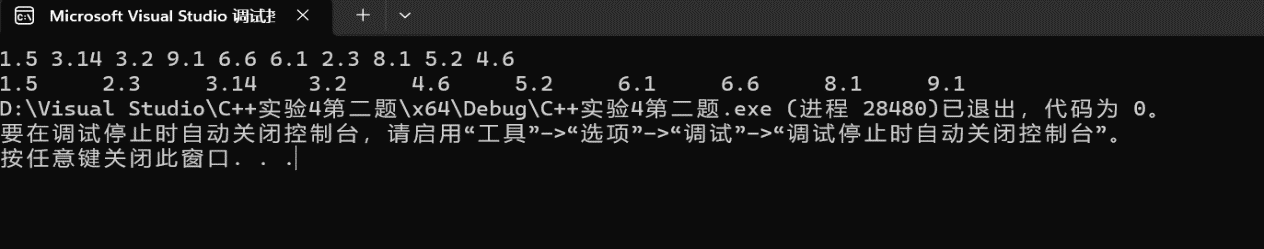 Microsoft Visual Studio 调试
1.5 3.14 3.2 9.1 6.6 6.1 2.3 8.1 5.2 4.6
1.5 2.3 3.14 3.2 4.6 5.2 6.1 6.6 8.1 9.1
D:\Visual Studio\C++实验4第二题\x64\Debug\C++实验4第二题.exe (进程 28480)已退出，代码为 0。
要在调试停止时自动关闭控制台，请启用“工具”->“选项”->“调试”->“调试停止时自动关闭控制台”。
按任意键关闭此窗口. . .